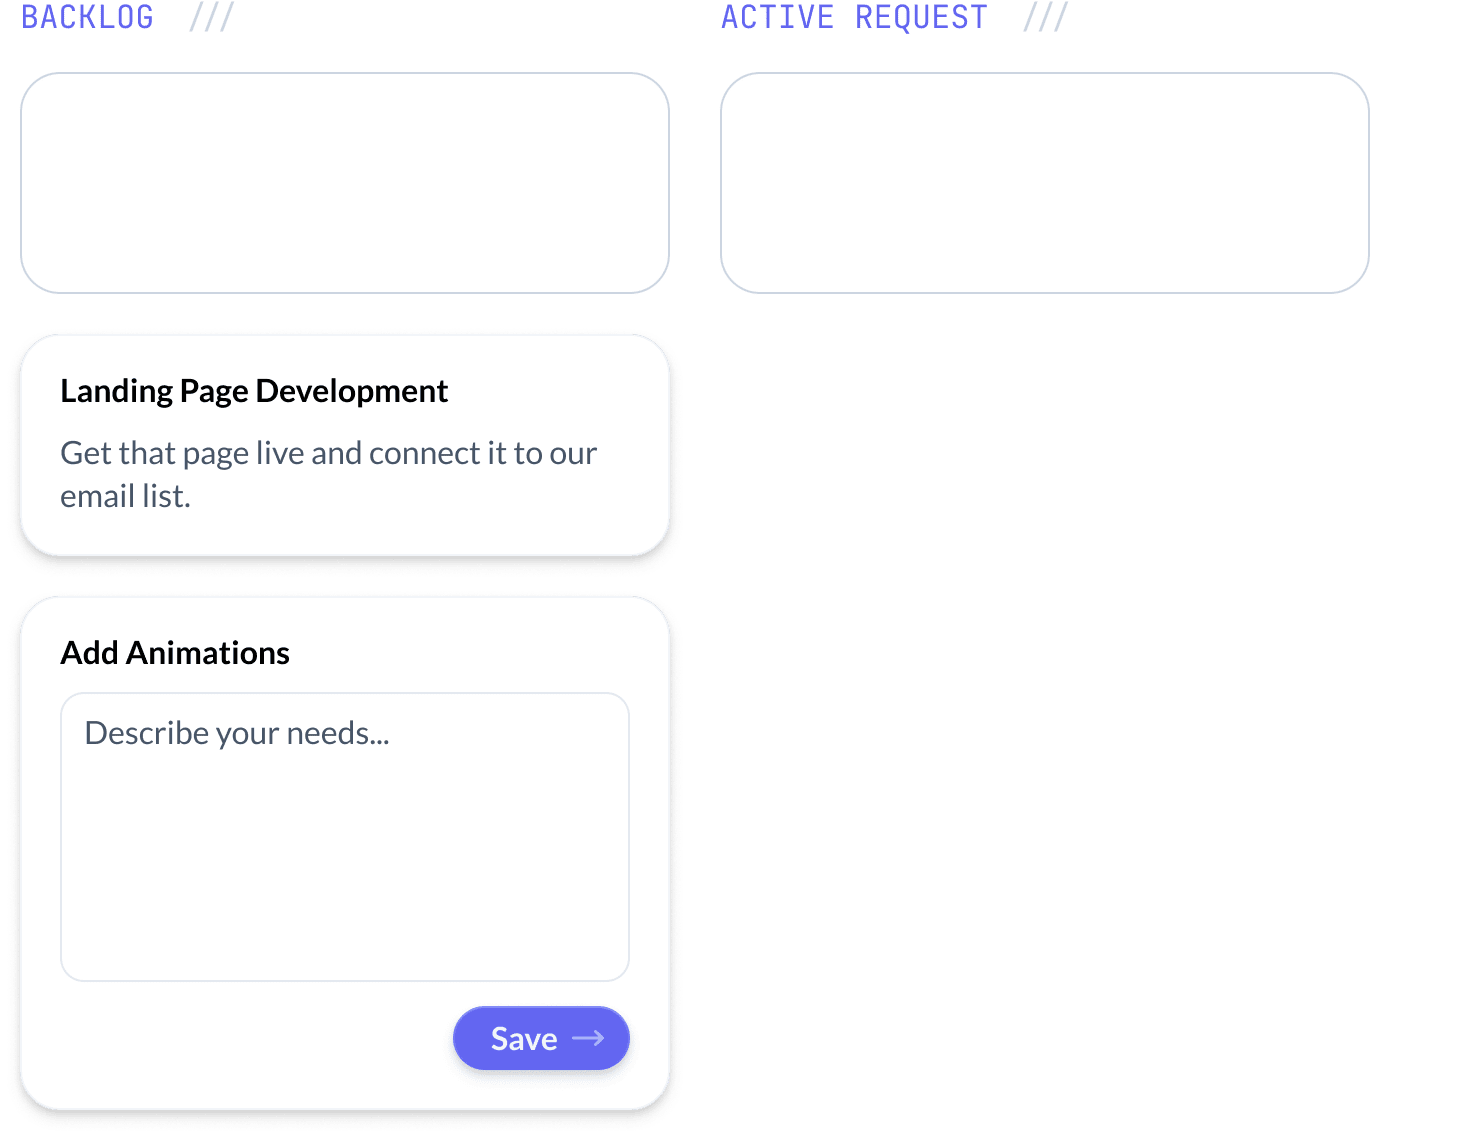 BACKLOG ///
ACTIVE REQUEST ///
Landing Page Development
Get that page live and connect it to our
email list.
Add Animations
Describe your needs...
Save →